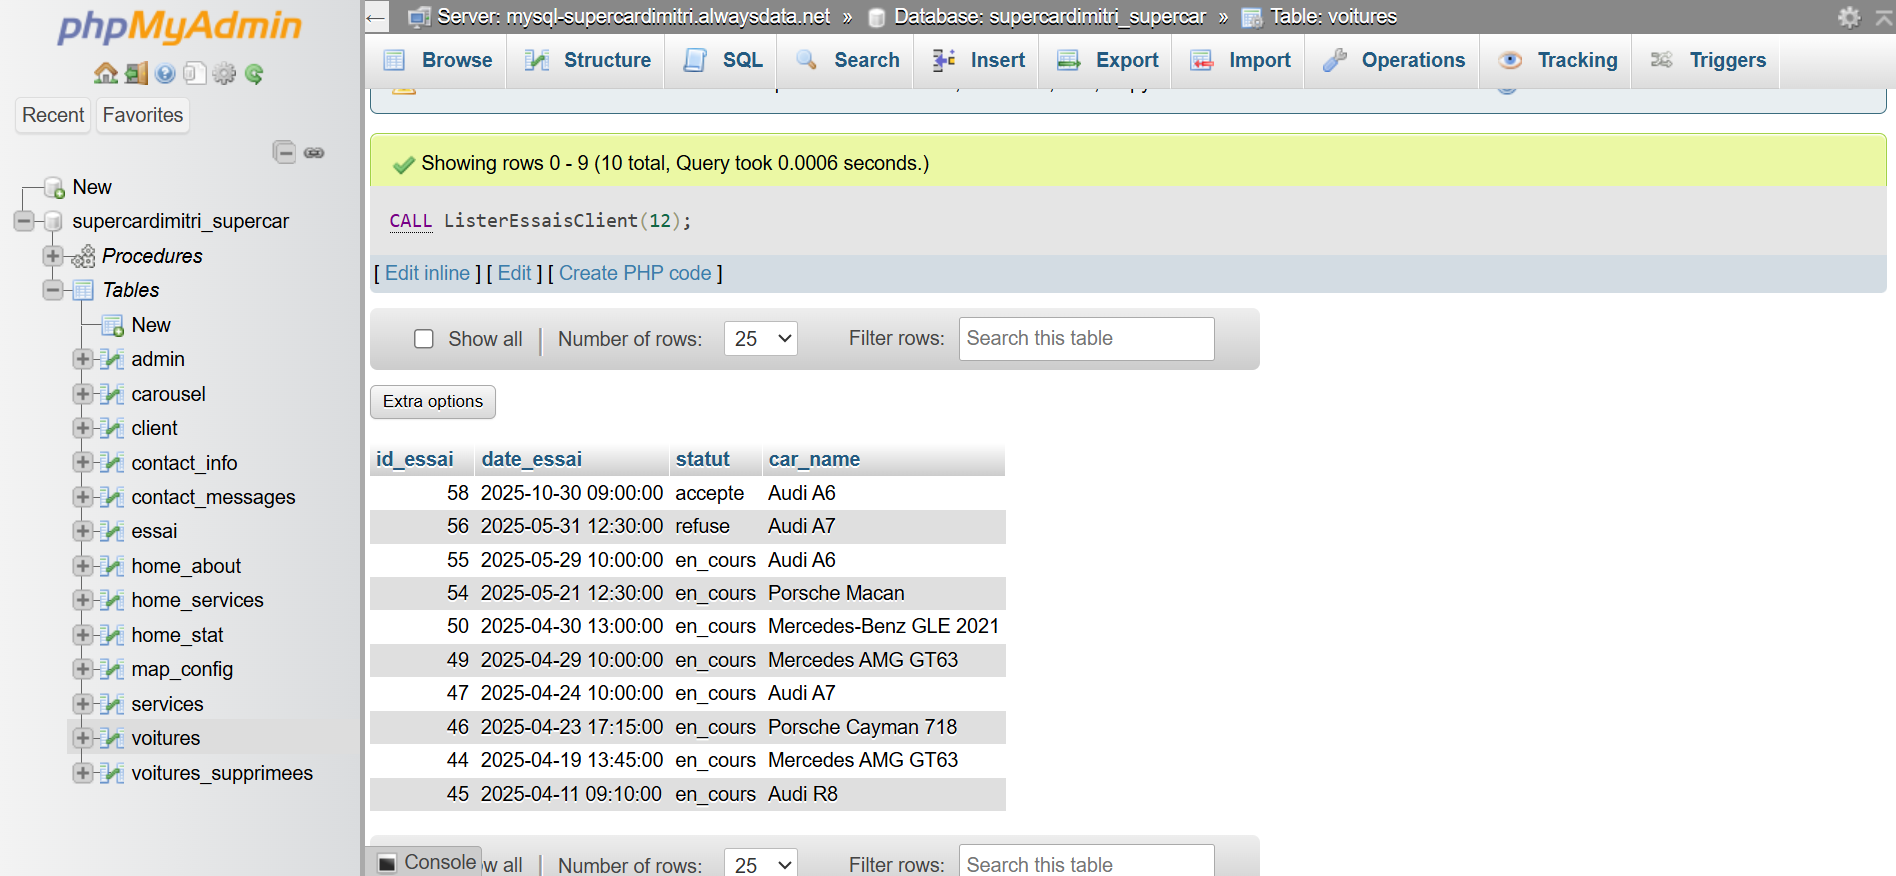 phpMyAdmin
Recent Favorites
New
supercardimitri_supercar
Procedures
Tables
New
admin
carousel
client
contact_info
contact_messages
essai
home_about
home_services
home_stat
map_config
services
voitures
voitures_supprimees
← Server: mysql-supercardimitri.alwaysdata.net » Database: supercardimitri_supercar » Table: voitures
Browse Structure SQL Search Insert Export Import Operations Tracking Triggers
Showing rows 0 - 9 (10 total, Query took 0.0006 seconds.)
CALL ListerEssaisClient(12);
[ Edit inline ] [ Edit ] [ Create PHP code ]
Show all | Number of rows: 25 Filter rows: Search this table
Extra options
id_essai date_essai statut car_name
58 2025-10-30 09:00:00 accepte Audi A6
56 2025-05-31 12:30:00 refuse Audi A7
55 2025-05-29 10:00:00 en_cours Audi A6
54 2025-05-21 12:30:00 en_cours Porsche Macan
50 2025-04-30 13:00:00 en_cours Mercedes-Benz GLE 2021
49 2025-04-29 10:00:00 en_cours Mercedes AMG GT63
47 2025-04-24 10:00:00 en_cours Audi A7
46 2025-04-23 17:15:00 en_cours Porsche Cayman 718
44 2025-04-19 13:45:00 en_cours Mercedes AMG GT63
45 2025-04-11 09:10:00 en_cours Audi R8
Console w all | Number of rows: 25 Filter rows: Search this table